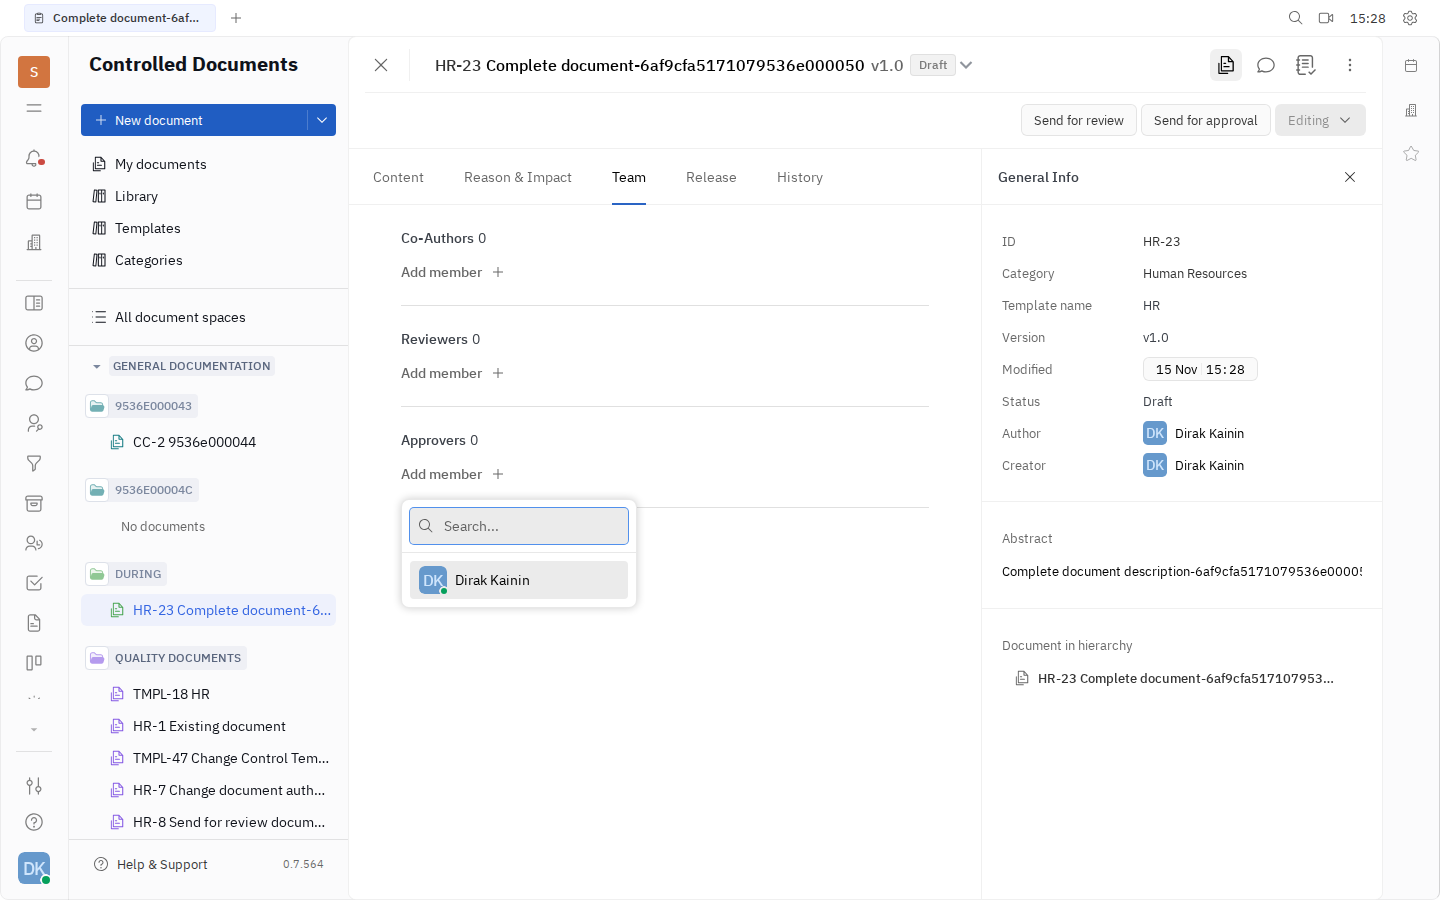 Complete document-6af...
15:28
S
Controlled Documents
New document
My documents
Library
Templates
Categories
All document spaces
GENERAL DOCUMENTATION
9536E000043
CC-2 9536e000044
9536E00004C
No documents
DURING
HR-23 Complete document-6...
QUALITY DOCUMENTS
TMPL-18 HR
HR-1 Existing document
TMPL-47 Change Control Tem...
HR-7 Change document auth...
HR-8 Send for review docum...
Help & Support 0.7.564
DK
HR-23 Complete document-6af9cfa5171079536e000050 v1.0 Draft
Send for review Send for approval Editing
Content Reason & Impact Team Release History
Co-Authors 0
Add member
Reviewers 0
Add member
Approvers 0
Add member
Search...
DK Dirak Kainin
General Info
ID HR-23
Category Human Resources
Template name HR
Version v1.0
Modified 15 Nov 15:28
Status Draft
Author DK Dirak Kainin
Creator DK Dirak Kainin
Abstract
Complete document description-6af9cfa5171079536e00005
Document in hierarchy
HR-23 Complete document-6af9cfa517107953...